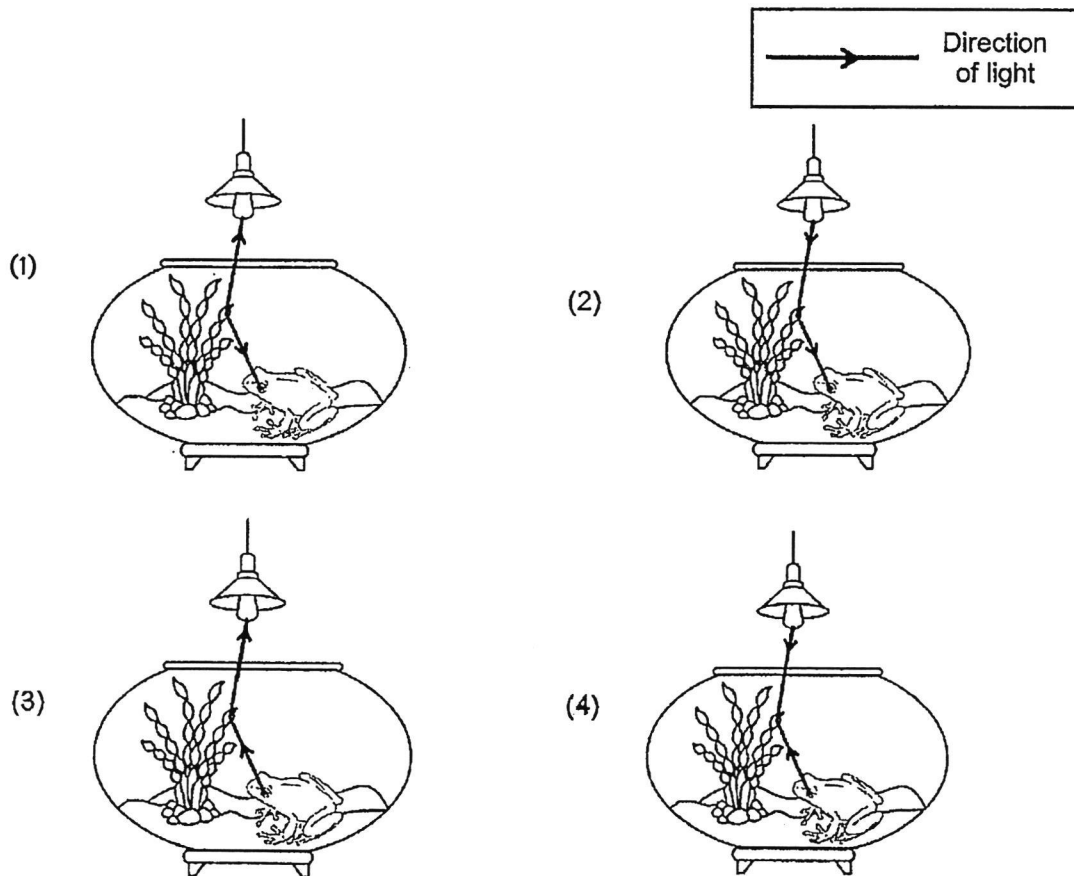 Direction
of light
(1)
(2)
(3)
(4)